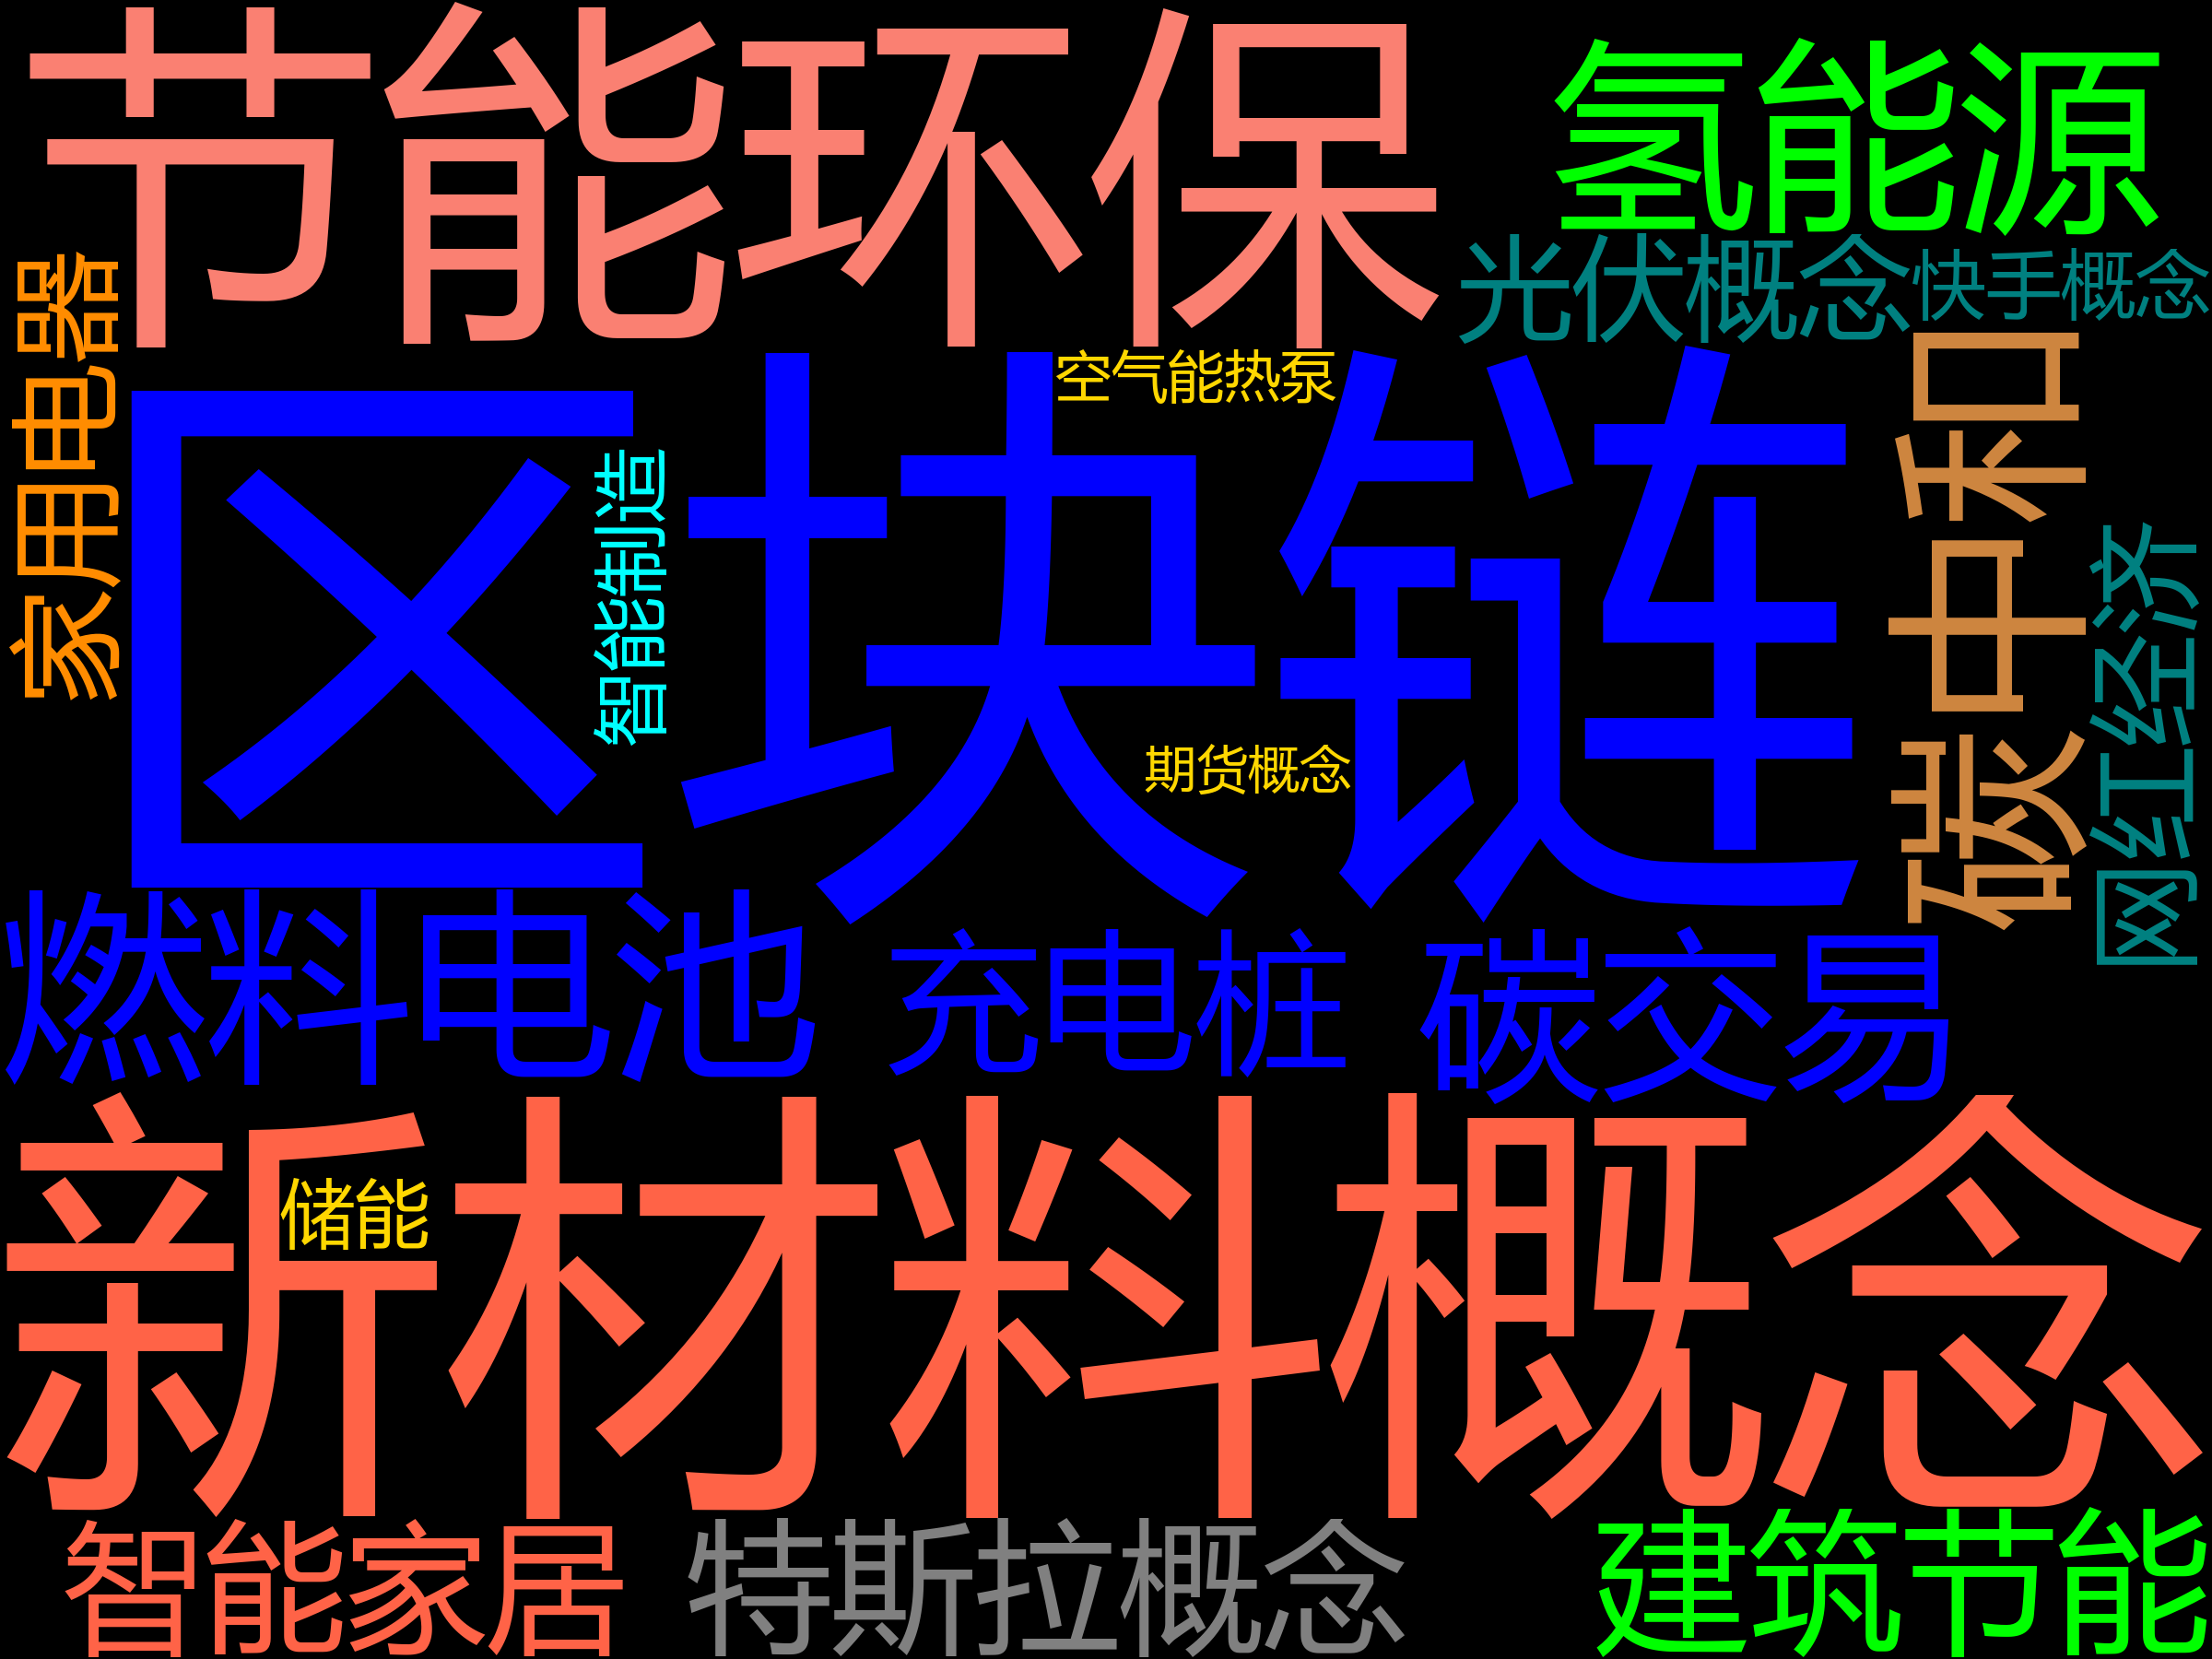 节能环保
氢能源
光伏概念
快手概念
家用电器
空气能热泵
区块链
智能制造
期货概念
碳中和
网红经济
燃料电池
充电桩
碳交易
新材料概念
储能
智能家居
特斯拉概念
建筑节能